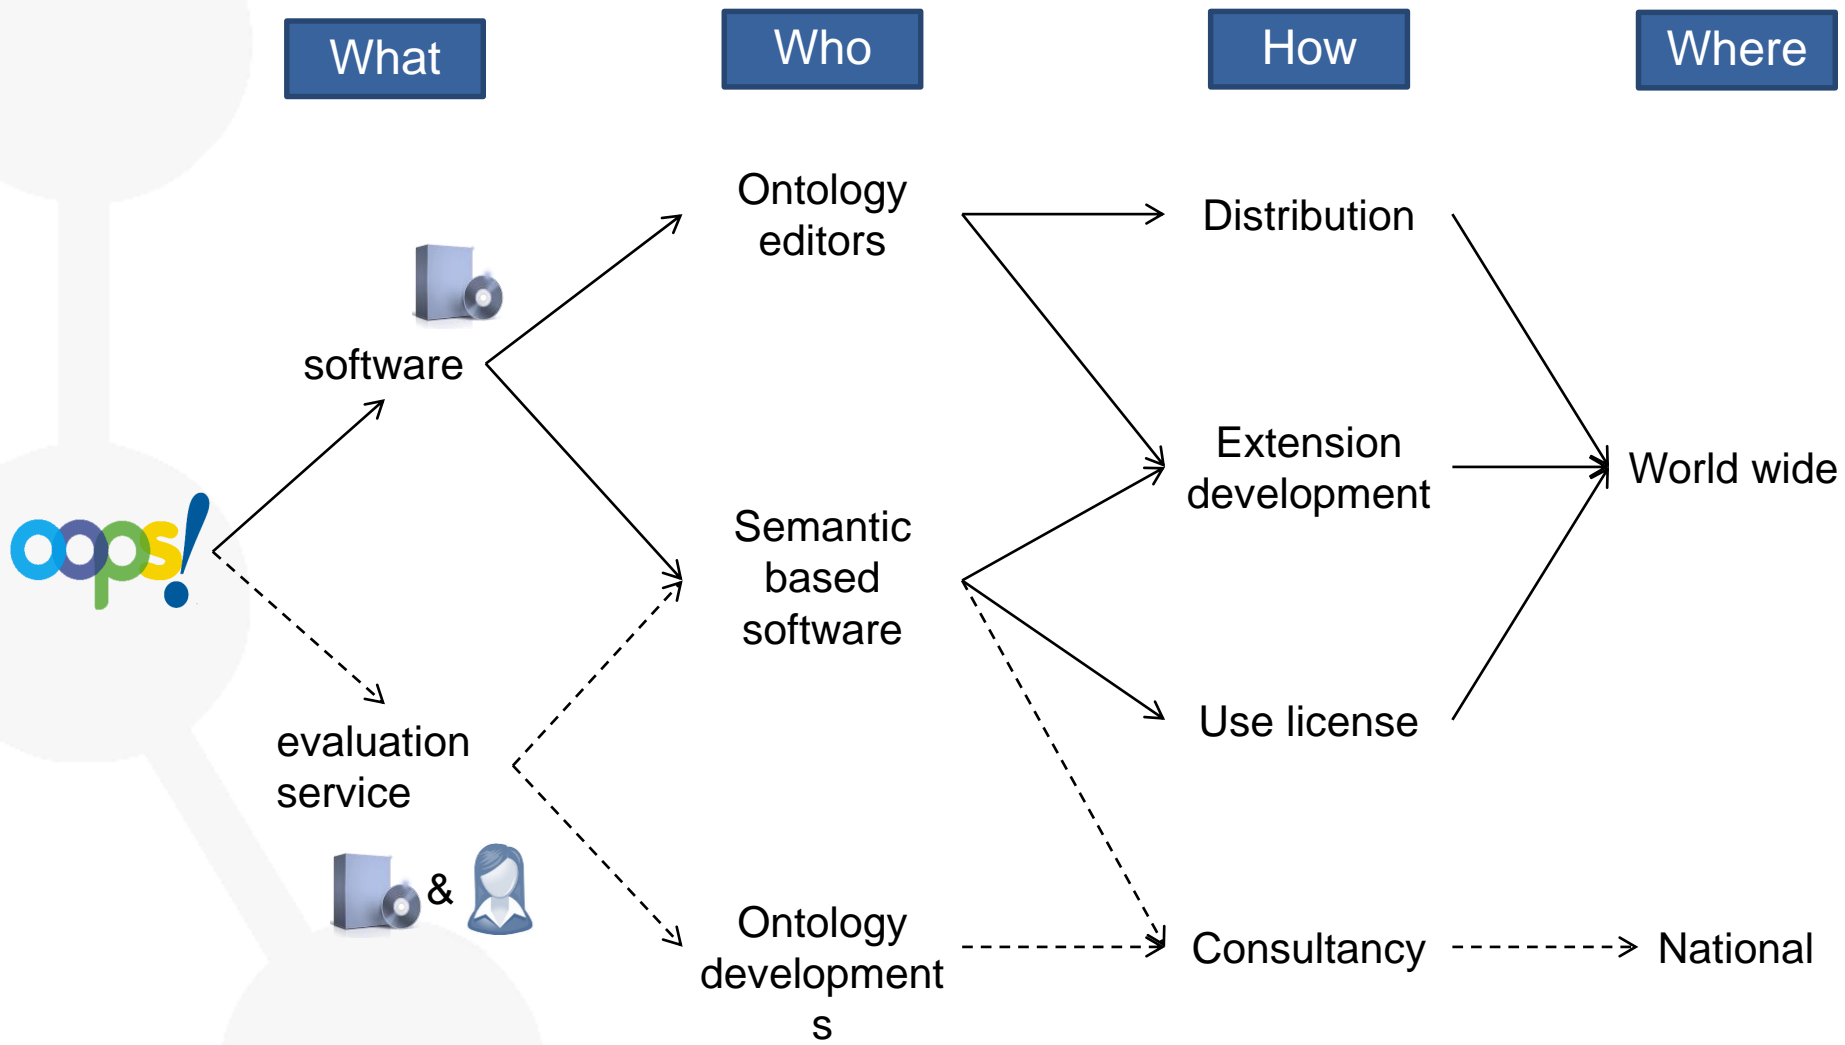 What
Who
How
Where
Ontology
editors
Distribution
software
Extension
development
World wide
oops!
Semantic
based
software
Use license
evaluation
service
&
Ontology
development
s
Consultancy
National